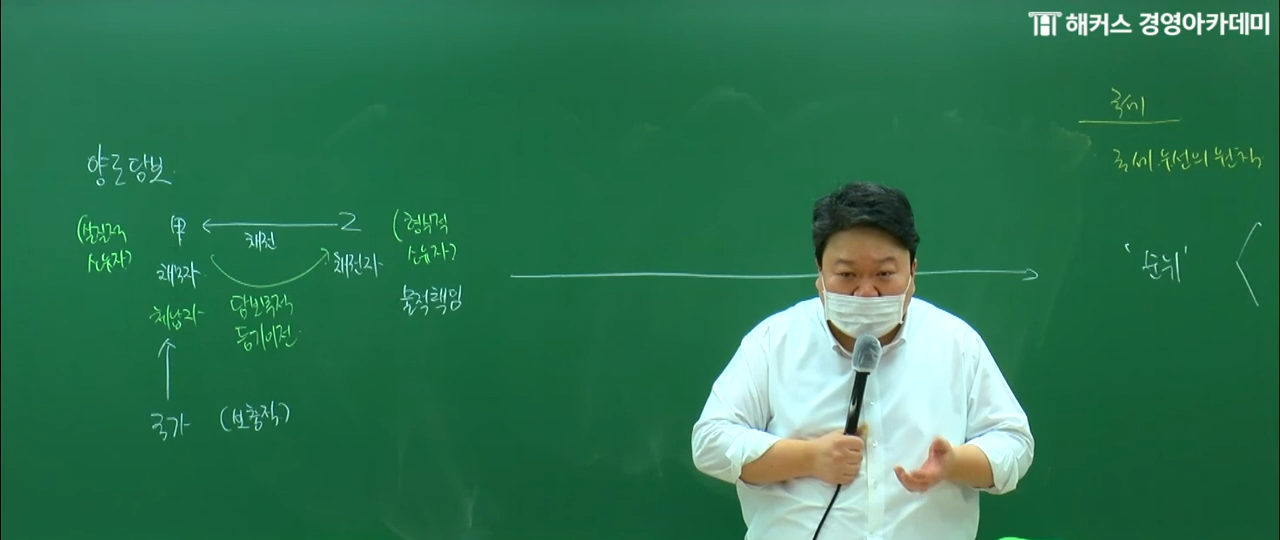 해커스 경영아카데미
국세
국세 우선의 원칙
양도담보
(실질적
소유자)
甲
채권
乙
(형식적
소유자)
채무자
채권자
체납자
담보목적
등기이전
물적책임
'순위'
국가
(보충적)